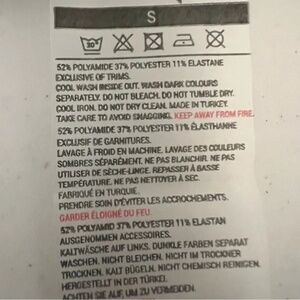 S
30
52% POLYAMIDE 37% POLYESTER 11% ELASTANE
EXCLUSIVE OF TRIMS.
COOL WASH INSIDE OUT. WASH DARK COLOURS
SEPARATELY. DO NOT BLEACH. DO NOT TUMBLE DRY.
COOL IRON. DO NOT DRY CLEAN. MADE IN TURKEY.
TAKE CARE TO AVOID SNAGGING. KEEP AWAY FROM FIRE.
52% POLYAMIDE 37% POLYESTER 11% ÉLASTHANNE
EXCLUSIF DE GARNITURES.
LAVAGE À FROID EN MACHINE. LAVAGE DES COULEURS
SOMBRES SÉPARÉMENT. NE PAS BLANCHIR. NE PAS
UTILISER DE SÈCHE-LINGE. REPASSER À BASSE
TEMPÉRATURE. NE PAS NETTOYER À SEC.
FABRIQUÉ EN TURQUIE.
PRENDRE SOIN D'ÉVITER LES ACCROCHEMENTS.
GARDER ÉLOIGNÉ DU FEU.
52% POLYAMID 37% POLYESTER 11% ELASTAN
AUSGENOMMEN ACCESSOIRES.
KALTWÄSCHE AUF LINKS. DUNKLE FARBEN SEPARAT
WASCHEN. NICHT BLEICHEN. NICHT IM TROCKNER
TROCKNEN. KALT BÜGELN. NICHT CHEMISCH REINIGEN.
HERGESTELLT IN DER TÜRKEI.
ACHTEN SIE AUF, UM ZU VERMEIDEN.